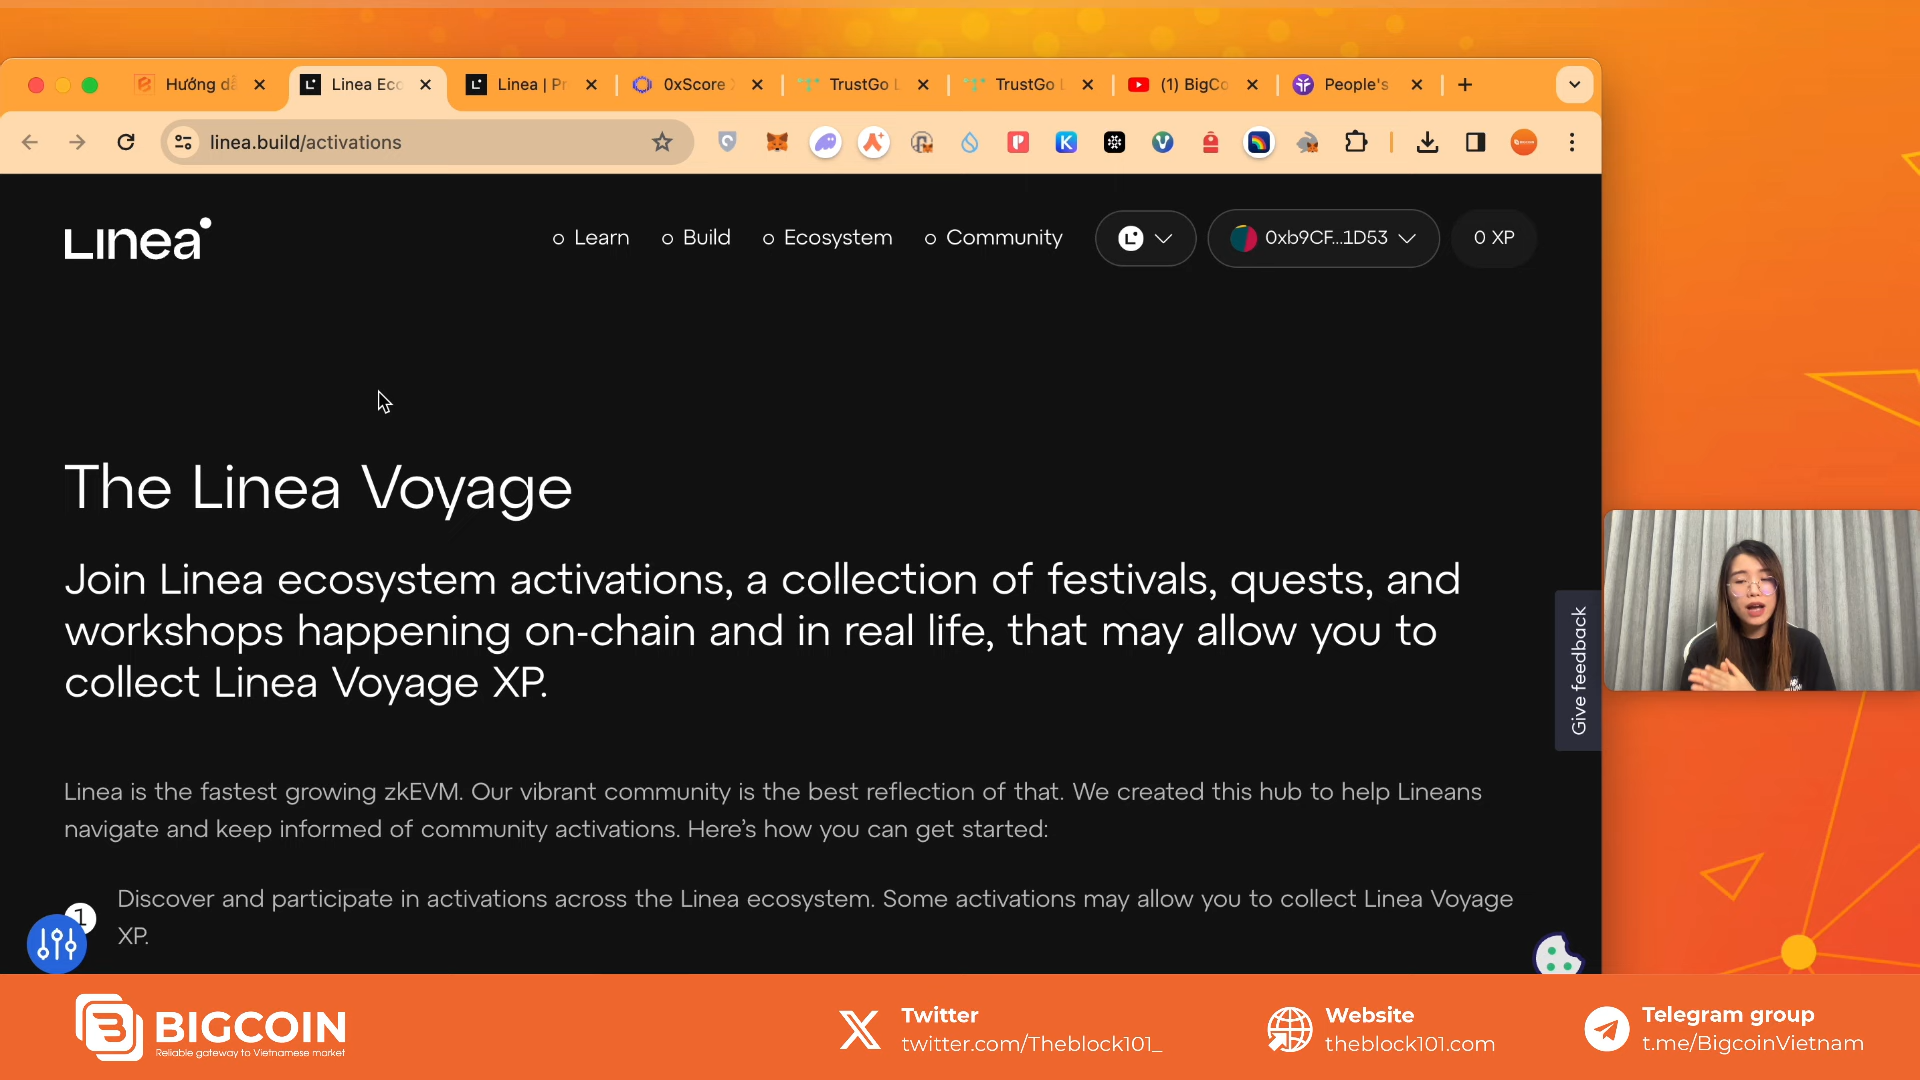 Hướng dẫ
Linea Eco
Linea | Pr
0xScore
TrustGo L
TrustGo L
(1) BigCo
People's
linea.build/activations
Linea
Learn
Build
Ecosystem
Community
0xb9CF...1D53
0 XP
The Linea Voyage
Join Linea ecosystem activations, a collection of festivals, quests, and
workshops happening on-chain and in real life, that may allow you to
collect Linea Voyage XP.
Give feedback
Linea is the fastest growing zkEVM. Our vibrant community is the best reflection of that. We created this hub to help Lineans
navigate and keep informed of community activations. Here's how you can get started:
1
Discover and participate in activations across the Linea ecosystem. Some activations may allow you to collect Linea Voyage
XP.
BIGCOIN
Reliable gateway to Vietnamese market
Twitter
twitter.com/Theblock101_
Website
theblock101.com
Telegram group
t.me/BigcoinVietnam